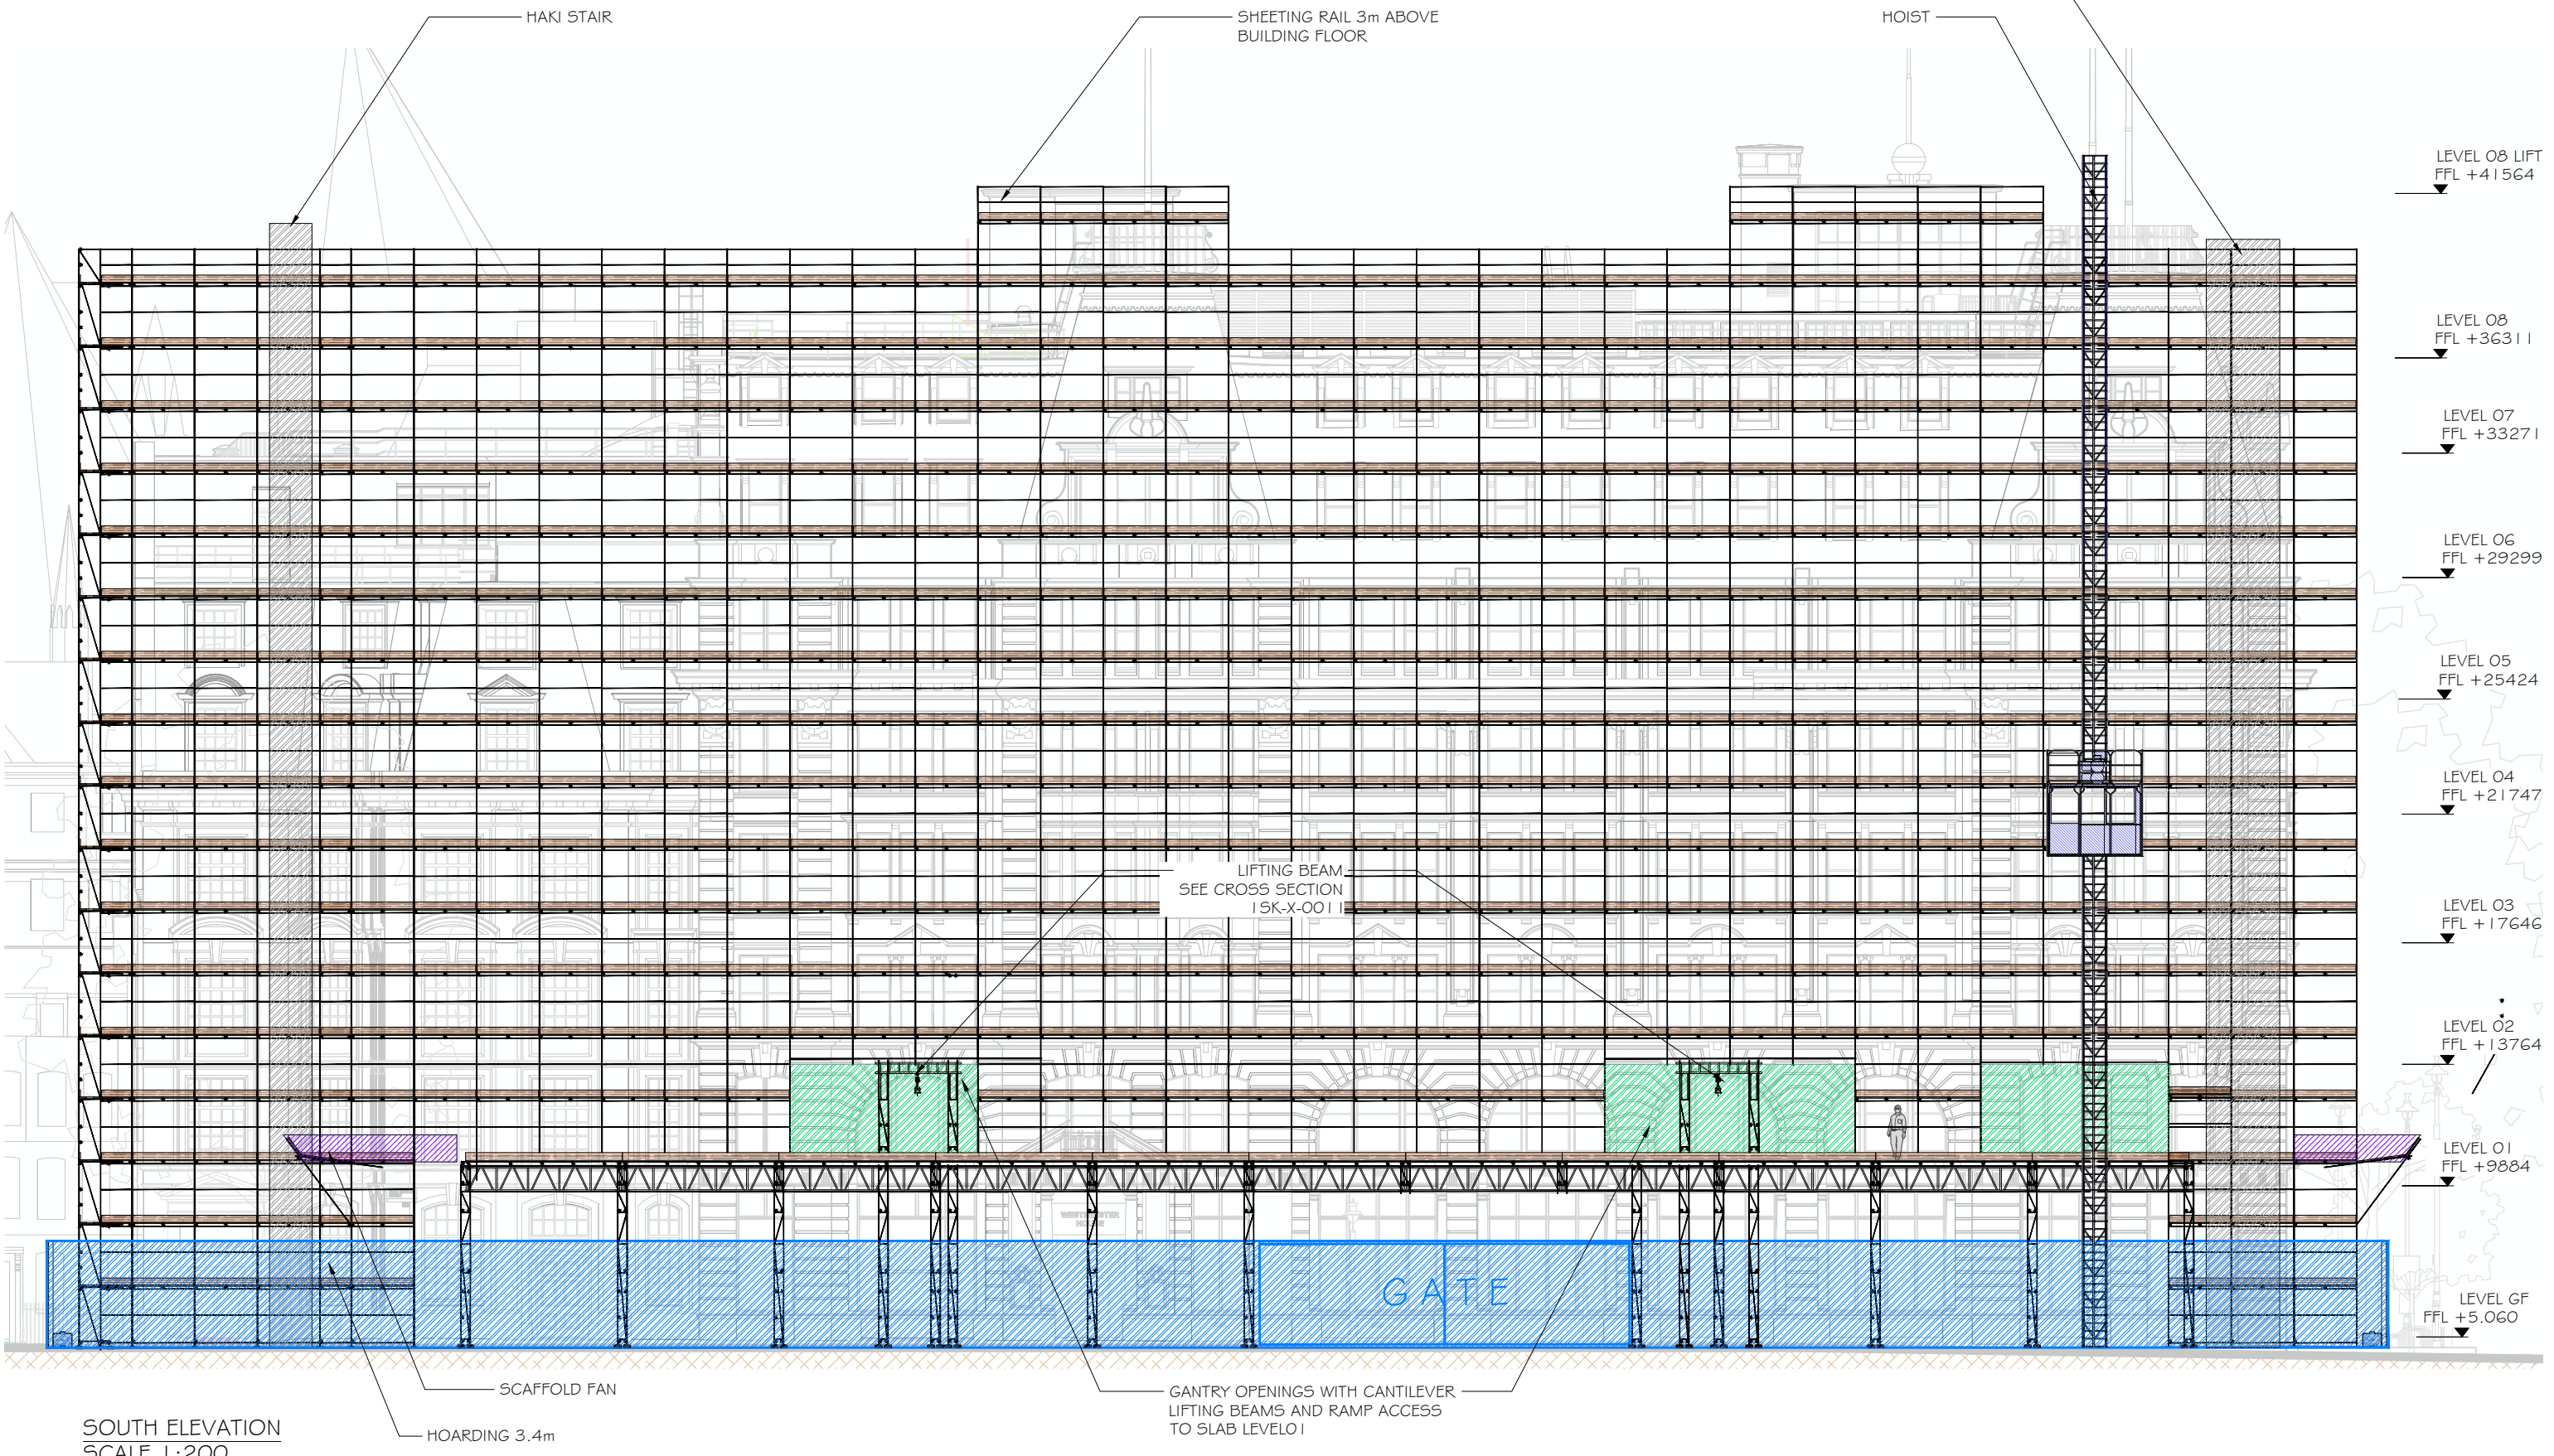 HAKI STAIR
SHEETING RAIL 3m ABOVE
BUILDING FLOOR
HOIST
LEVEL 08 LIFT
FFL +41564
LEVEL 08
FFL +36311
LEVEL 07
FFL +33271
LEVEL 06
FFL +29299
LEVEL 05
FFL +25424
LEVEL 04
FFL +21747
LIFTING BEAM
SEE CROSS SECTION
1SK-X-0011
LEVEL 03
FFL +17646
LEVEL 02
FFL +13764
LEVEL 01
FFL +9884
GATE
LEVEL GF
FFL +5.060
SCAFFOLD FAN
GANTRY OPENINGS WITH CANTILEVER
LIFTING BEAMS AND RAMP ACCESS
TO SLAB LEVEL01
HOARDING 3.4m
SOUTH ELEVATION
SCALE 1:200